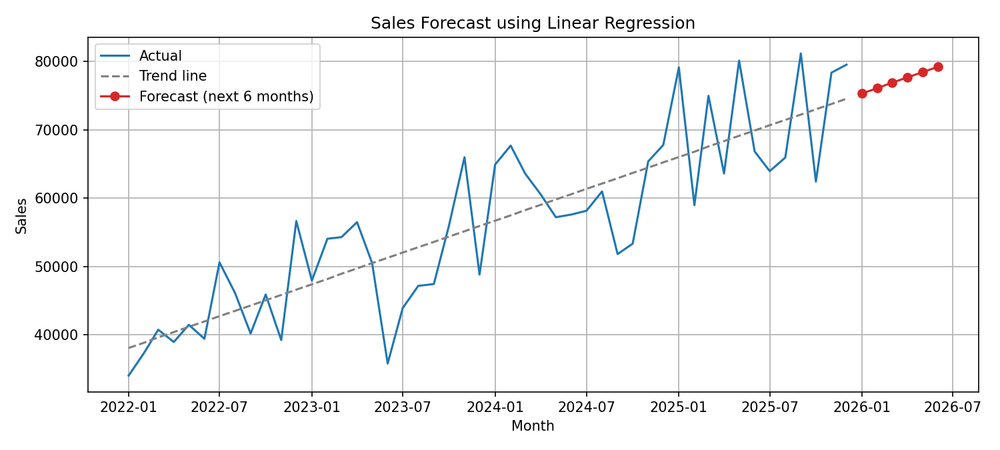 Sales Forecast using Linear Regression
Actual
Trend line
Forecast (next 6 months)
80000
70000
60000
50000
40000
Sales
2022-01 2022-07 2023-01 2023-07 2024-01 2024-07 2025-01 2025-07 2026-01 2026-07
Month